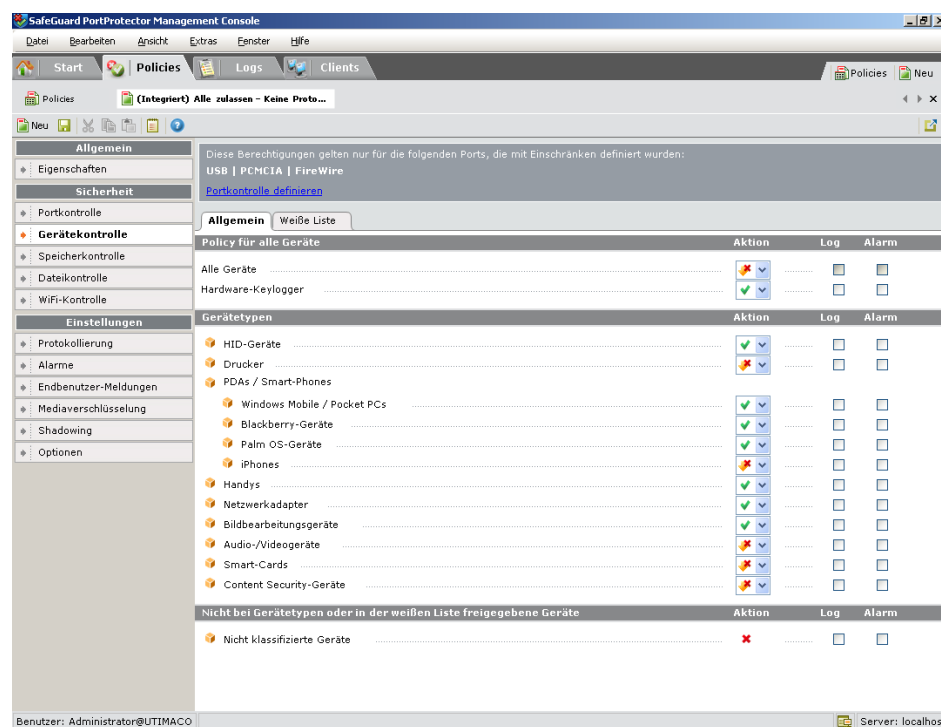 SafeGuard PortProtector Management Console
Datei Bearbeiten Ansicht Extras Fenster Hilfe
Start Policies Logs Clients Policies Neu
Policies (Integriert) Alle zulassen - Keine Proto...
Neu
Allgemein
Eigenschaften
Sicherheit
Portkontrolle
Gerätekontrolle
Speicherkontrolle
Dateikontrolle
WiFi-Kontrolle
Einstellungen
Protokollierung
Alarme
Endbenutzer-Meldungen
Mediaverschlüsselung
Shadowing
Optionen
Diese Berechtigungen gelten nur für die folgenden Ports, die mit Einschränken definiert wurden:
USB | PCMCIA | FireWire
Portkontrolle definieren
Allgemein Weiße Liste
Policy für alle Geräte Aktion Log Alarm
Alle Geräte
Hardware-Keylogger
Gerätetypen Aktion Log Alarm
HID-Geräte
Drucker
PDAs / Smart-Phones
Windows Mobile / Pocket PCs
Blackberry-Geräte
Palm OS-Geräte
iPhones
Handys
Netzwerkadapter
Bildbearbeitungsgeräte
Audio-/Videogeräte
Smart-Cards
Content Security-Geräte
Nicht bei Gerätetypen oder in der weißen Liste freigegebene Geräte Aktion Log Alarm
Nicht klassifizierte Geräte
Benutzer: Administrator@UTIMACO Server: localhos